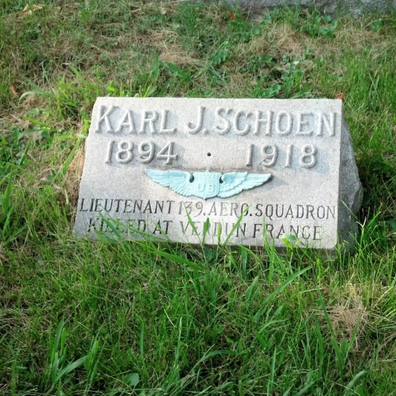 KARL J. SCHOEN
1894 • 1918
US
LIEUTENANT 139. AERO. SQUADRON
KILLED AT VERDUN FRANCE